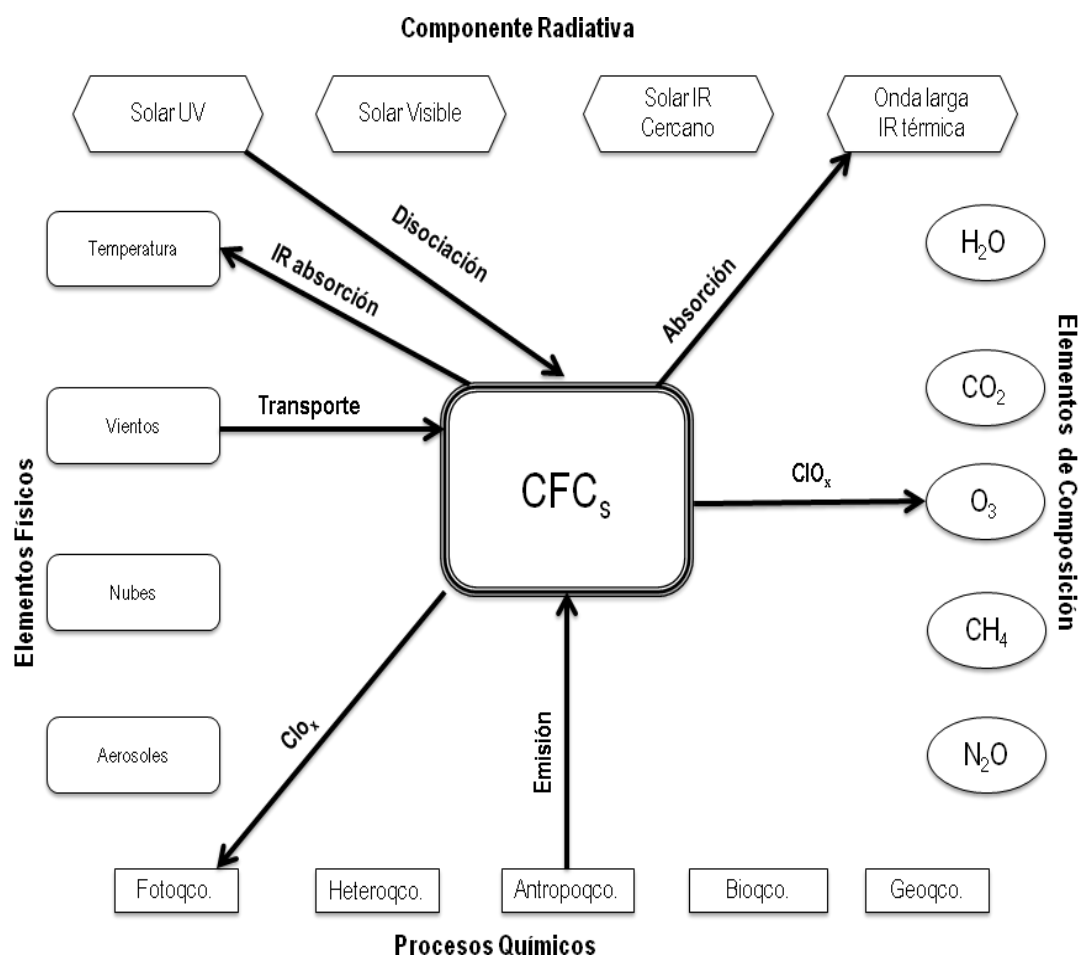 Componente Radiativa
Solar UV
Solar Visible
Solar IR
Cercano
Onda larga
IR térmica
Disociación
IR absorción
Absorción
Temperatura
H₂O
Elementos de Composición
CO₂
Vientos
Transporte
CFCₛ
ClOₓ
O₃
Elementos Físicos
Nubes
CH₄
Cloₓ
Emisión
Aerosoles
N₂O
Fotoqco.
Heteroqco.
Antropoqco.
Bioqco.
Geoqco.
Procesos Químicos